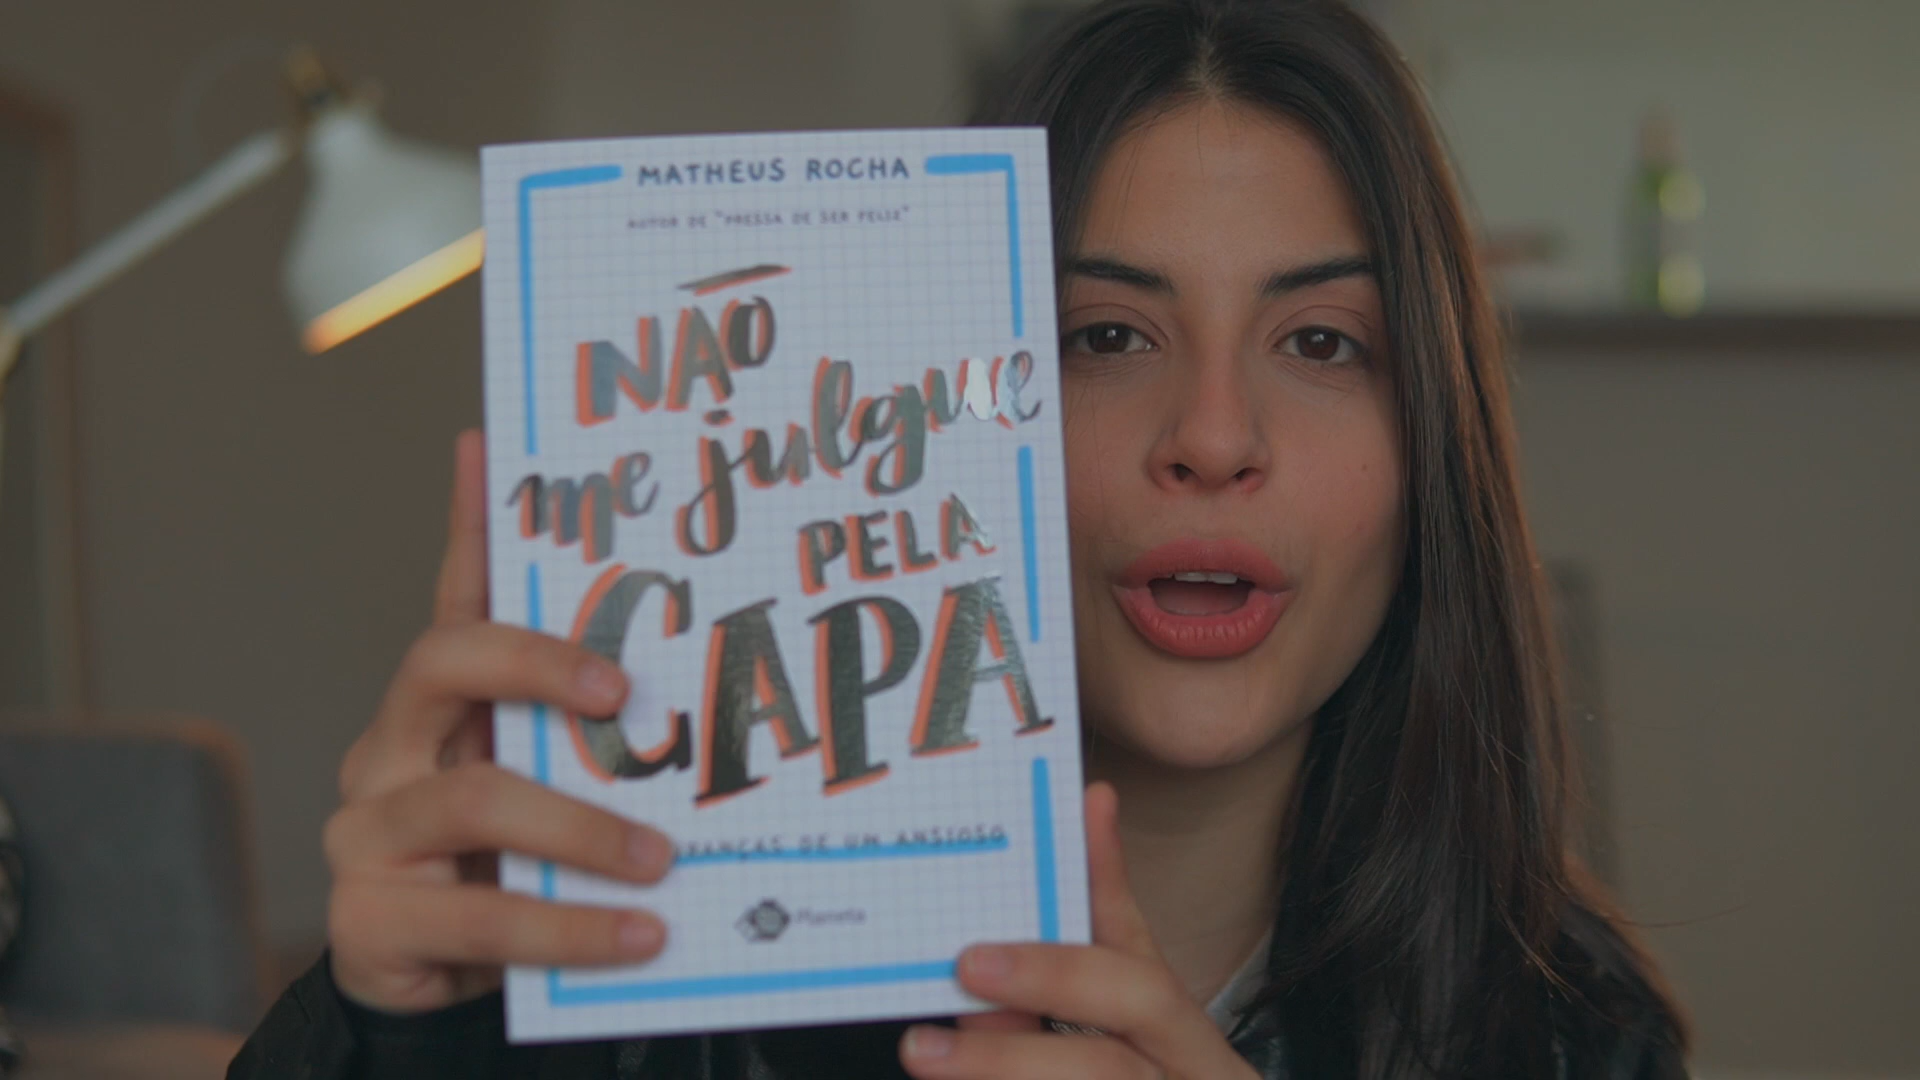 MATHEUS ROCHA
AUTOR DE "PRESSA DE SER FELIZ"
NÃO
me julgue
PELA
CAPA
DE UM ANSIOSO
Planeta